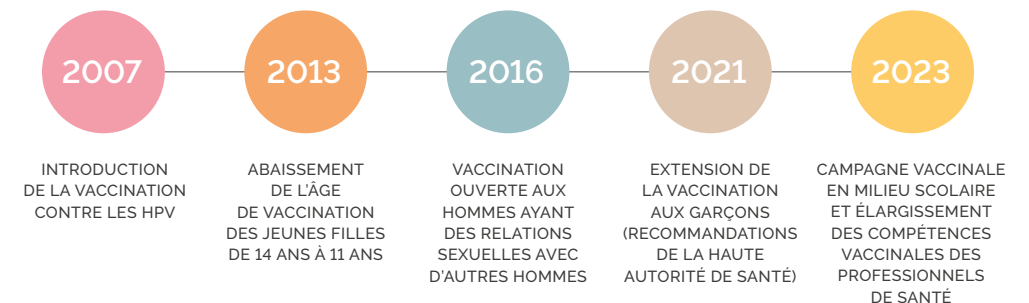 2007
2013
2016
2021
2023
INTRODUCTION
DE LA VACCINATION
CONTRE LES HPV
ABAISSEMENT
DE L'ÂGE
DE VACCINATION
DES JEUNES FILLES
DE 14 ANS À 11 ANS
VACCINATION
OUVERTE AUX
HOMMES AYANT
DES RELATIONS
SEXUELLES AVEC
D'AUTRES HOMMES
EXTENSION DE
LA VACCINATION
AUX GARÇONS
(RECOMMANDATIONS
DE LA HAUTE
AUTORITÉ DE SANTÉ)
CAMPAGNE VACCINALE
EN MILIEU SCOLAIRE
ET ÉLARGISSEMENT
DES COMPÉTENCES
VACCINALES DES
PROFESSIONNELS
DE SANTÉ